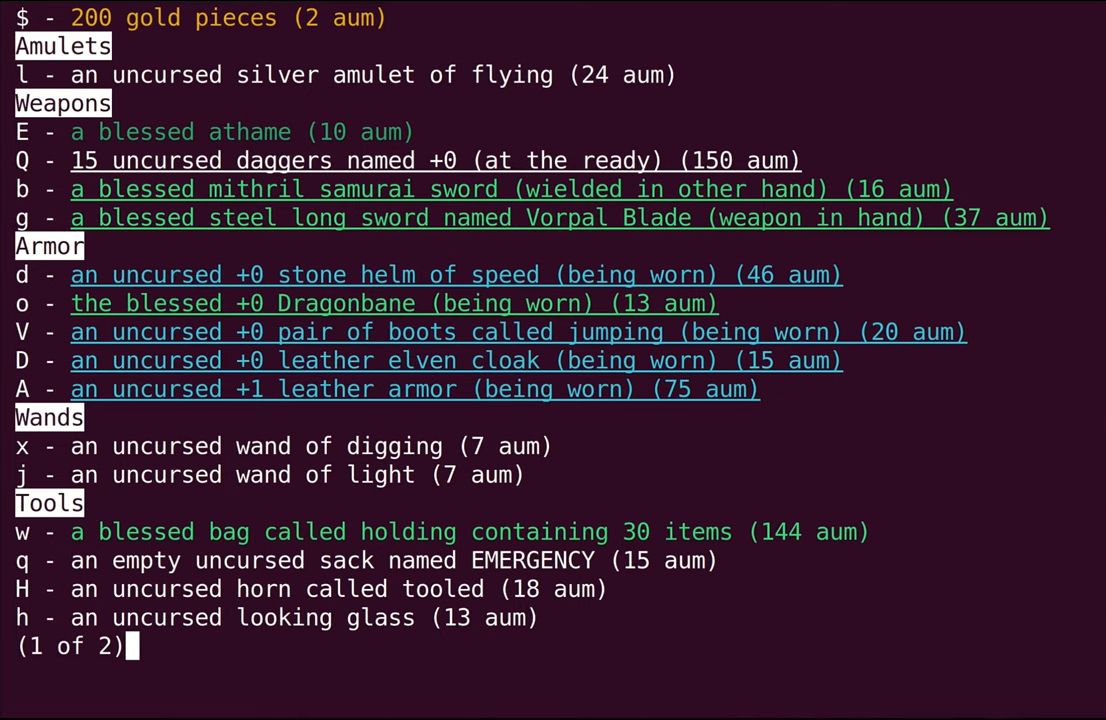 $ - 200 gold pieces (2 aum)
Amulets
l - an uncursed silver amulet of flying (24 aum)
Weapons
E - a blessed athame (10 aum)
Q - 15 uncursed daggers named +0 (at the ready) (150 aum)
b - a blessed mithril samurai sword (wielded in other hand) (16 aum)
g - a blessed steel long sword named Vorpal Blade (weapon in hand) (37 aum)
Armor
d - an uncursed +0 stone helm of speed (being worn) (46 aum)
o - the blessed +0 Dragonbane (being worn) (13 aum)
V - an uncursed +0 pair of boots called jumping (being worn) (20 aum)
D - an uncursed +0 leather elven cloak (being worn) (15 aum)
A - an uncursed +1 leather armor (being worn) (75 aum)
Wands
x - an uncursed wand of digging (7 aum)
j - an uncursed wand of light (7 aum)
Tools
w - a blessed bag called holding containing 30 items (144 aum)
q - an empty uncursed sack named EMERGENCY (15 aum)
H - an uncursed horn called tooled (18 aum)
h - an uncursed looking glass (13 aum)
(1 of 2)